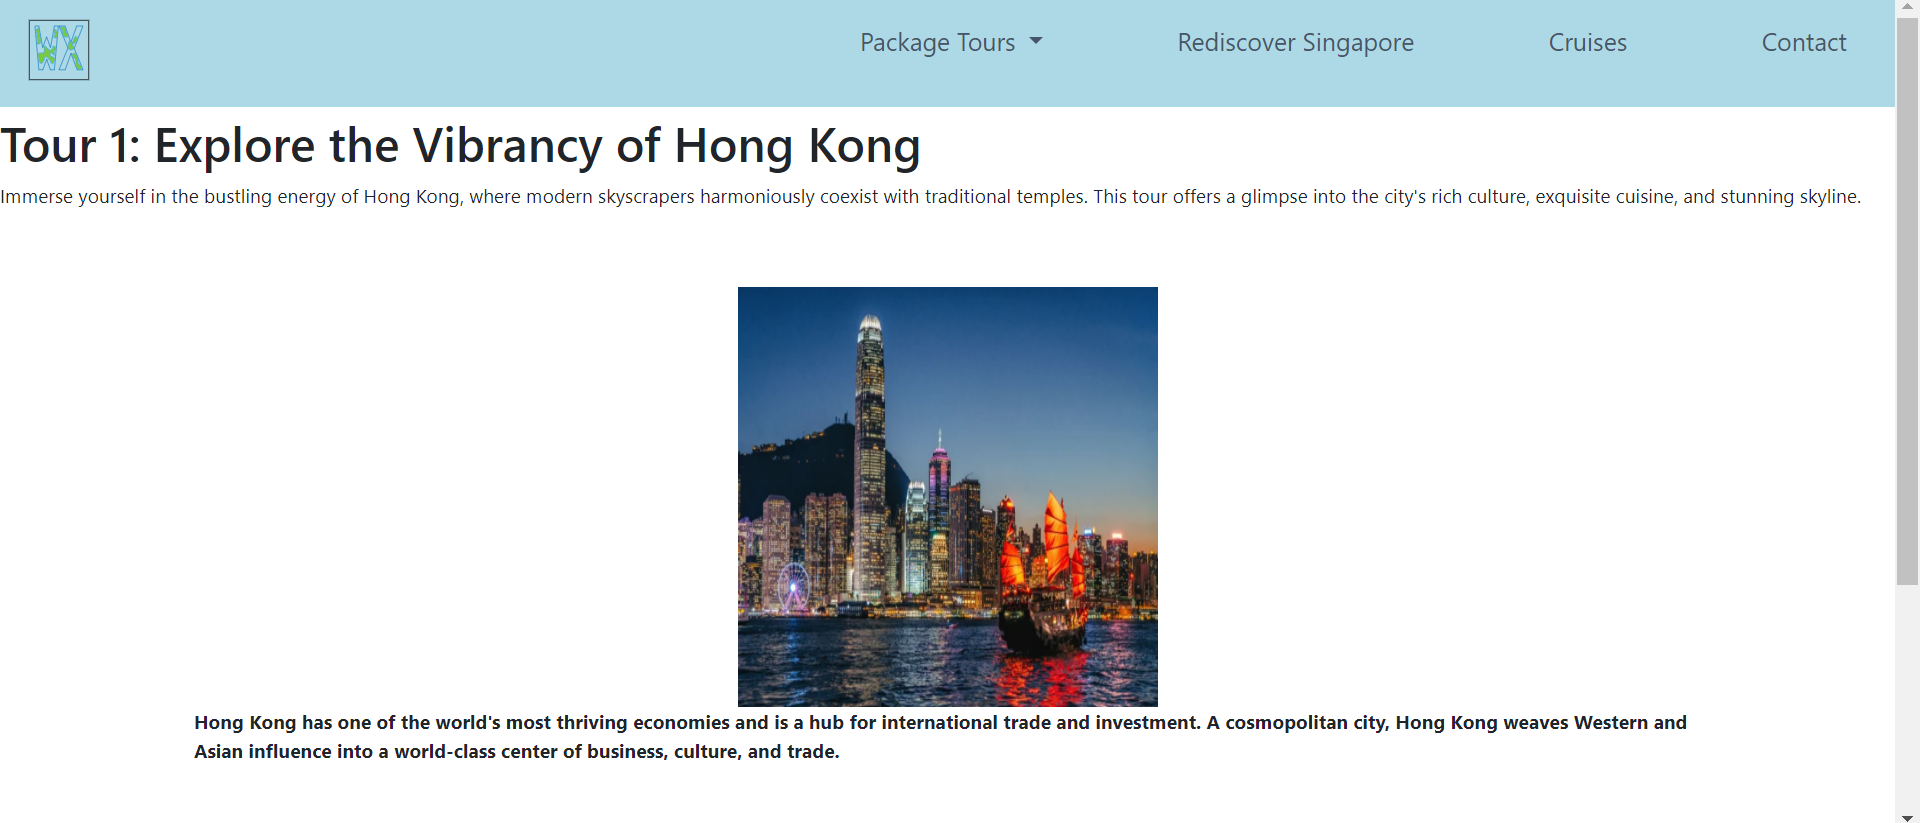 WX
Package Tours
Rediscover Singapore
Cruises
Contact
Tour 1: Explore the Vibrancy of Hong Kong
Immerse yourself in the bustling energy of Hong Kong, where modern skyscrapers harmoniously coexist with traditional temples. This tour offers a glimpse into the city's rich culture, exquisite cuisine, and stunning skyline.
Hong Kong has one of the world's most thriving economies and is a hub for international trade and investment. A cosmopolitan city, Hong Kong weaves Western and
Asian influence into a world-class center of business, culture, and trade.